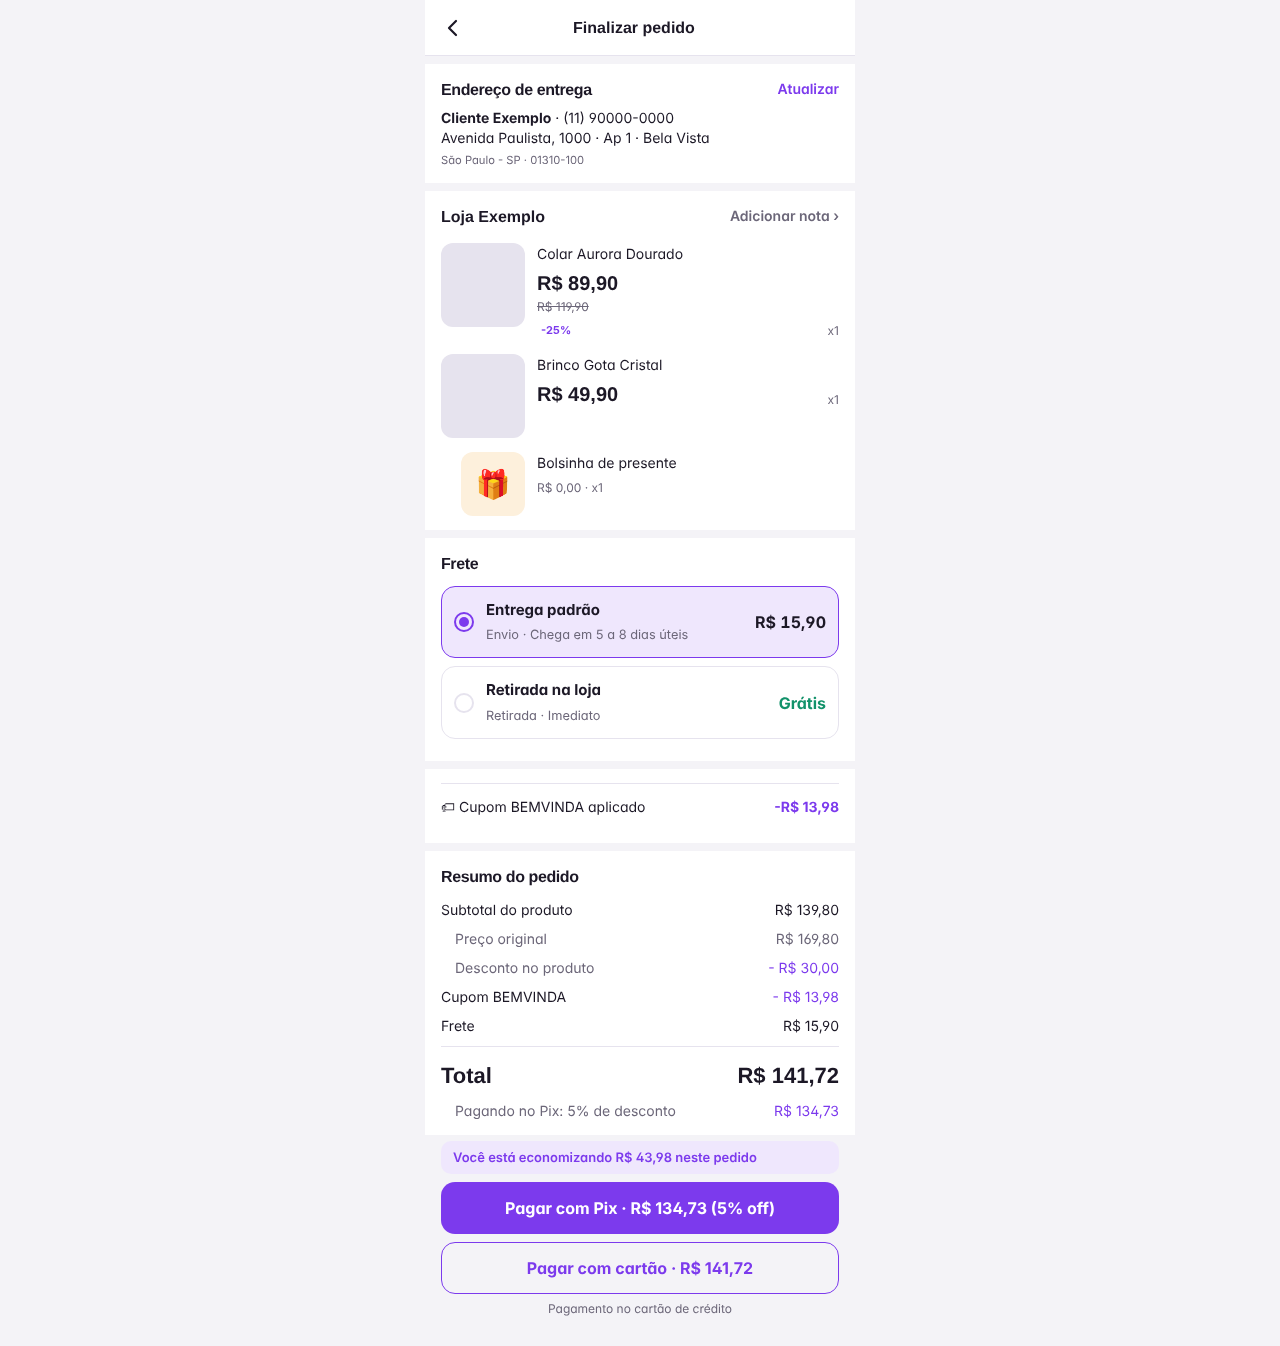 Finalizar pedido
Endereço de entrega
Atualizar
Cliente Exemplo · (11) 90000-0000
Avenida Paulista, 1000 · Ap 1 · Bela Vista
São Paulo - SP · 01310-100
Loja Exemplo
Adicionar nota ›
Colar Aurora Dourado
R$ 89,90
R$ 119,90
-25%
x1
Brinco Gota Cristal
R$ 49,90
x1
Bolsinha de presente
R$ 0,00 · x1
Frete
Entrega padrão
Envio · Chega em 5 a 8 dias úteis
R$ 15,90
Retirada na loja
Retirada · Imediato
Grátis
Cupom BEMVINDA aplicado
-R$ 13,98
Resumo do pedido
Subtotal do produto
R$ 139,80
Preço original
R$ 169,80
Desconto no produto
- R$ 30,00
Cupom BEMVINDA
- R$ 13,98
Frete
R$ 15,90
Total
R$ 141,72
Pagando no Pix: 5% de desconto
R$ 134,73
Você está economizando R$ 43,98 neste pedido
Pagar com Pix · R$ 134,73 (5% off)
Pagar com cartão · R$ 141,72
Pagamento no cartão de crédito